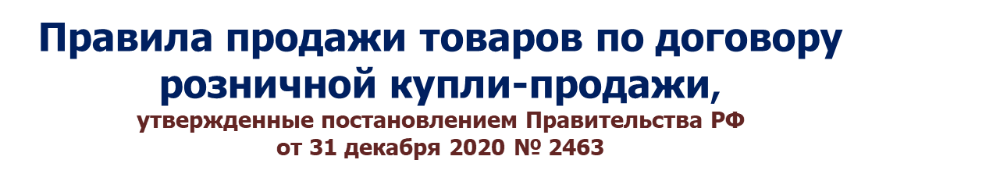 Правила продажи товаров по договору
розничной купли-продажи,
утвержденные постановлением Правительства РФ
от 31 декабря 2020 № 2463